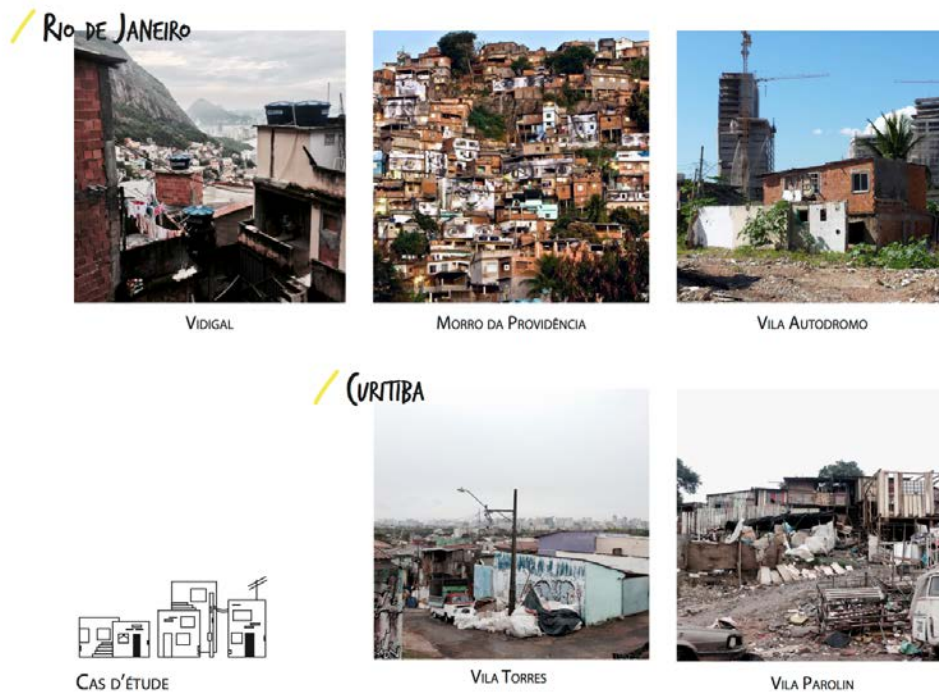 Rio de Janeiro
Vidigal
Morro da Providência
Vila Autodromo
Curitiba
Vila Torres
Vila Parolin
Cas d'étude